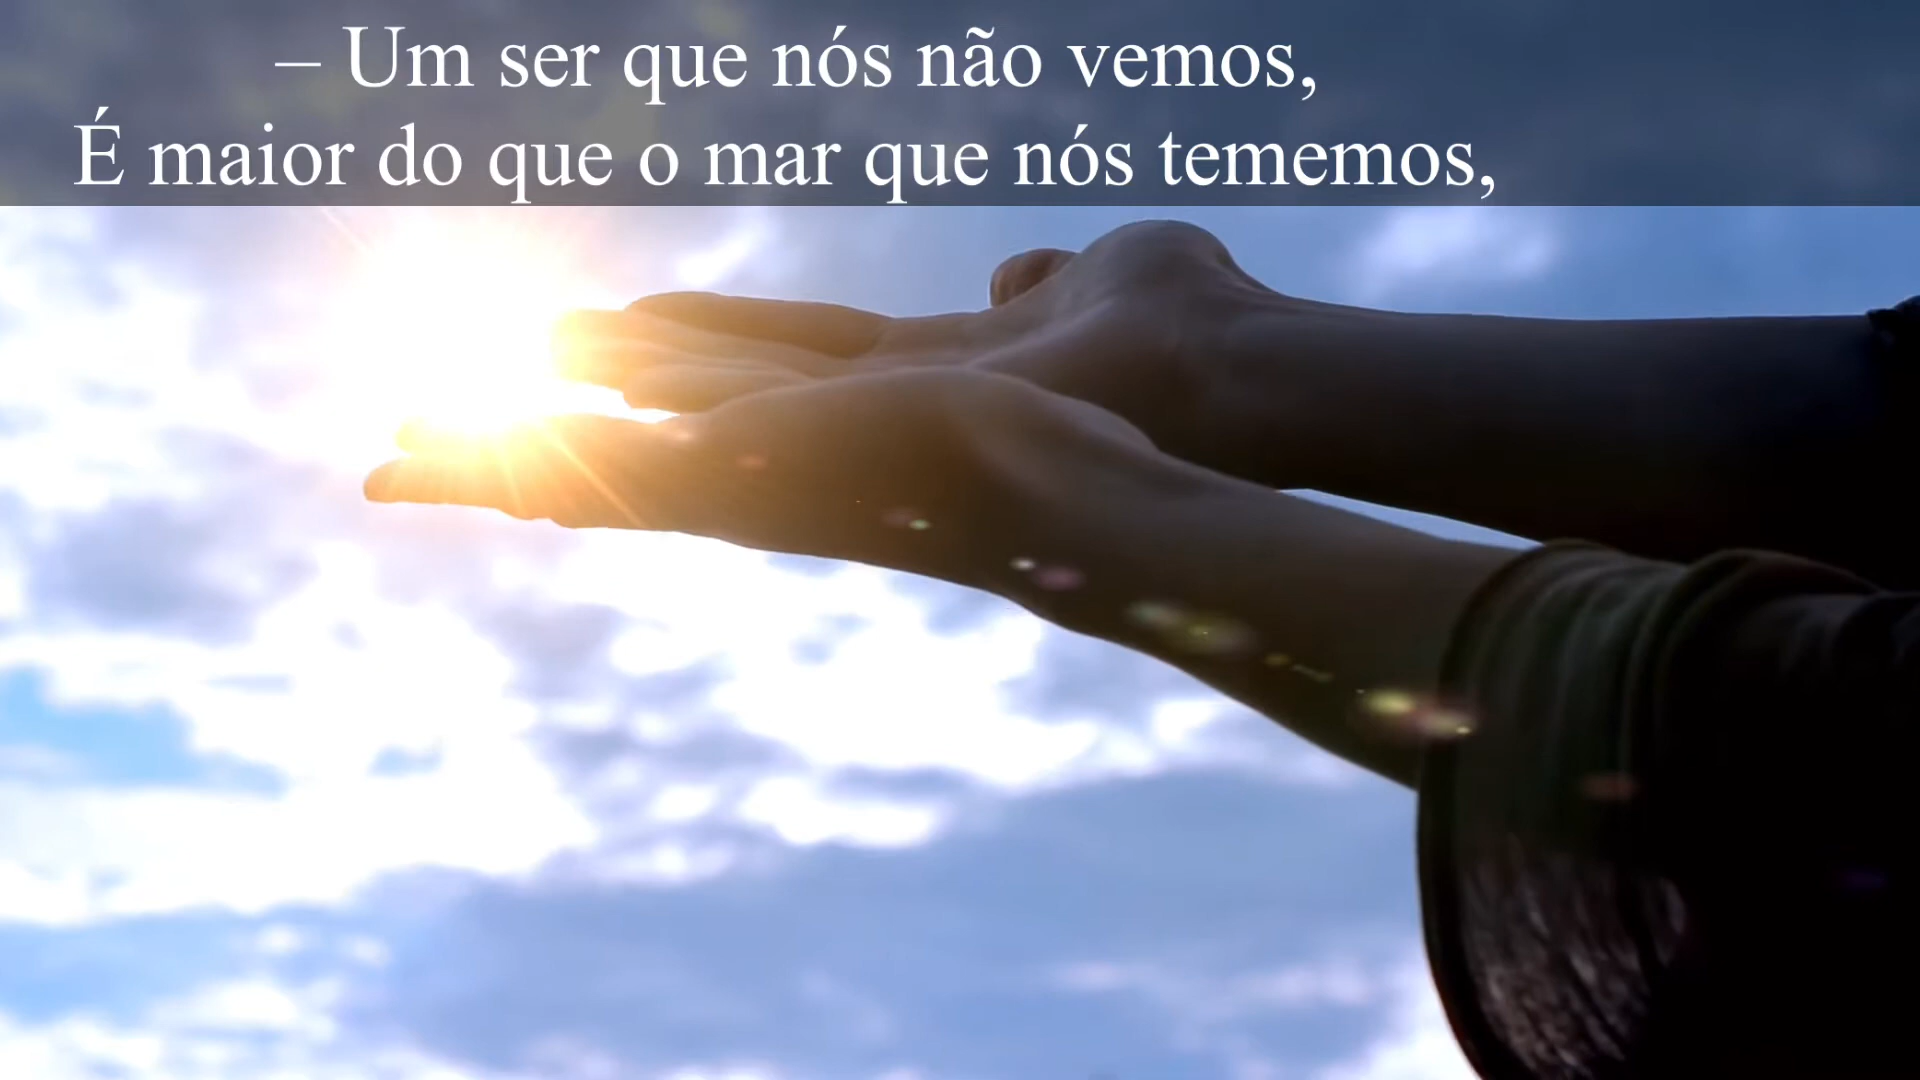 – Um ser que nós não vemos,
É maior do que o mar que nós tememos,